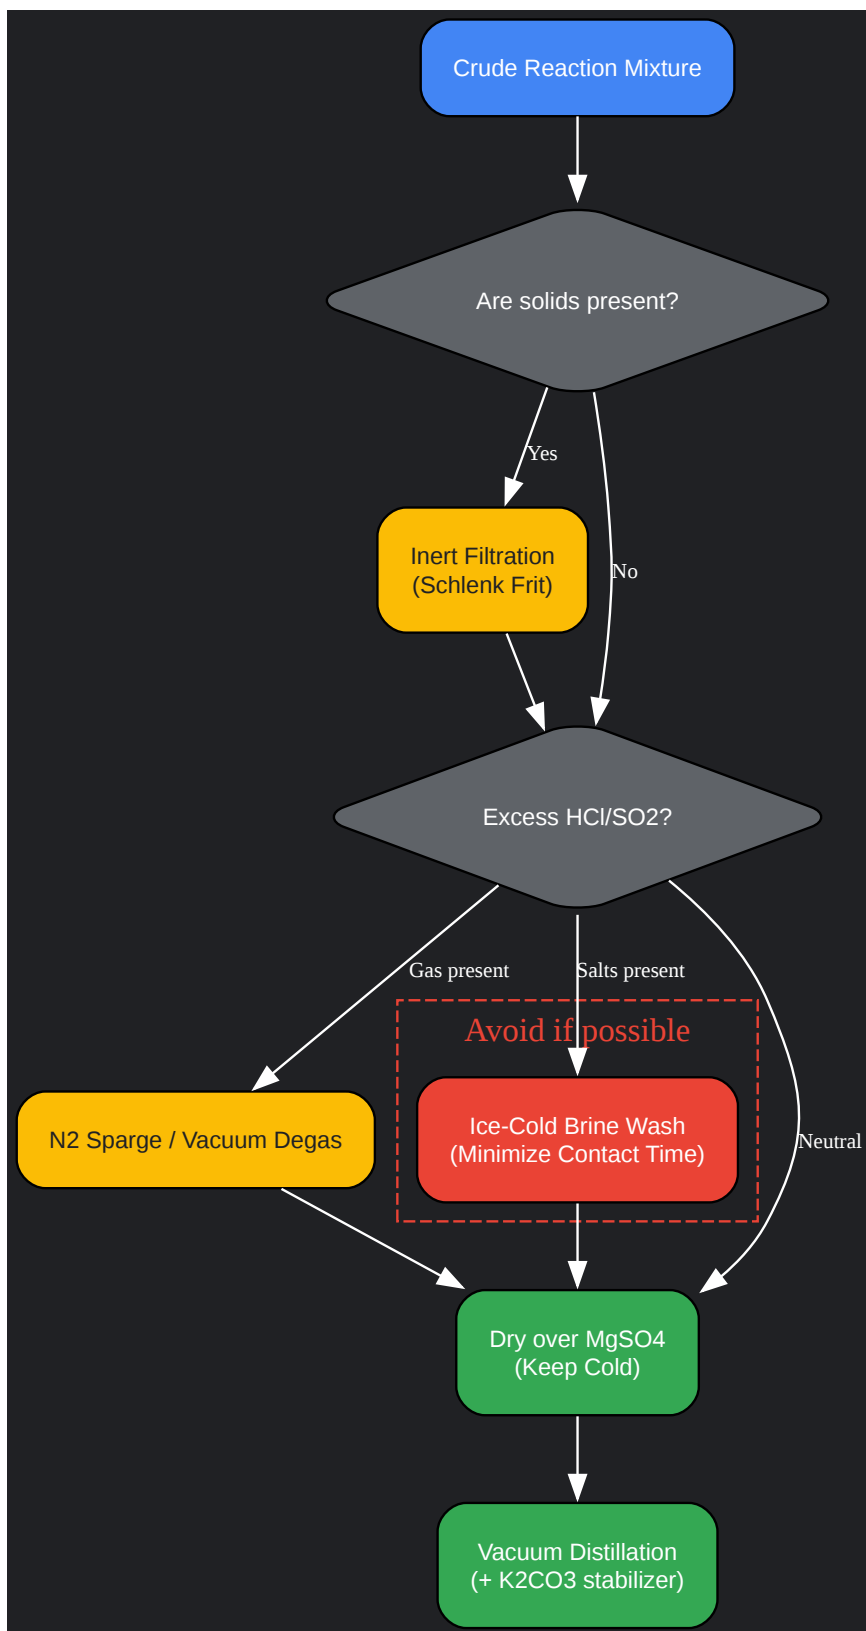 Crude Reaction Mixture
Are solids present?
Yes
Inert Filtration
(Schlenk Frit)
No
Excess HCl/SO2?
Gas present
Salts present
Avoid if possible
Ice-Cold Brine Wash
(Minimize Contact Time)
N2 Sparge / Vacuum Degas
Neutral
Dry over MgSO4
(Keep Cold)
Vacuum Distillation
(+ K2CO3 stabilizer)